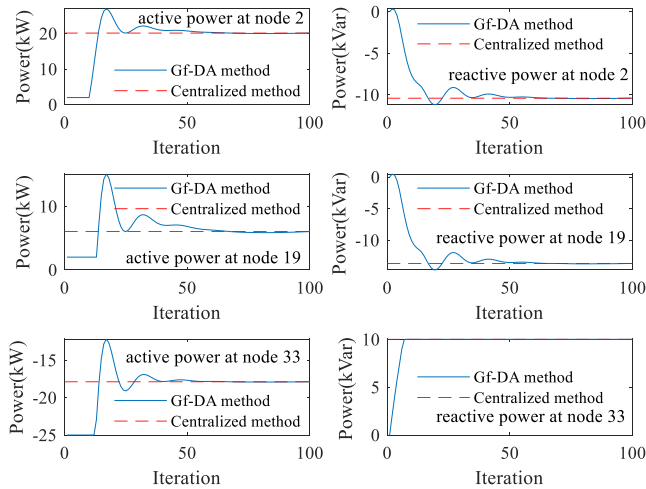 active power at node 2
Power(kW)
20
10
0
Gf-DA method
Centralized method
0
50
100
Iteration
Power(kVar)
0
-5
-10
Gf-DA method
Centralized method
reactive power at node 2
0
50
100
Iteration
Power(kW)
10
0
Gf-DA method
Centralized method
active power at node 19
0
50
100
Iteration
Power(kVar)
0
-5
-10
Gf-DA method
Centralized method
reactive power at node 19
0
50
100
Iteration
Power(kW)
-15
-20
-25
active power at node 33
Gf-DA method
Centralized method
0
50
100
Iteration
Power(kVar)
10
5
0
Gf-DA method
Centralized method
reactive power at node 33
0
50
100
Iteration